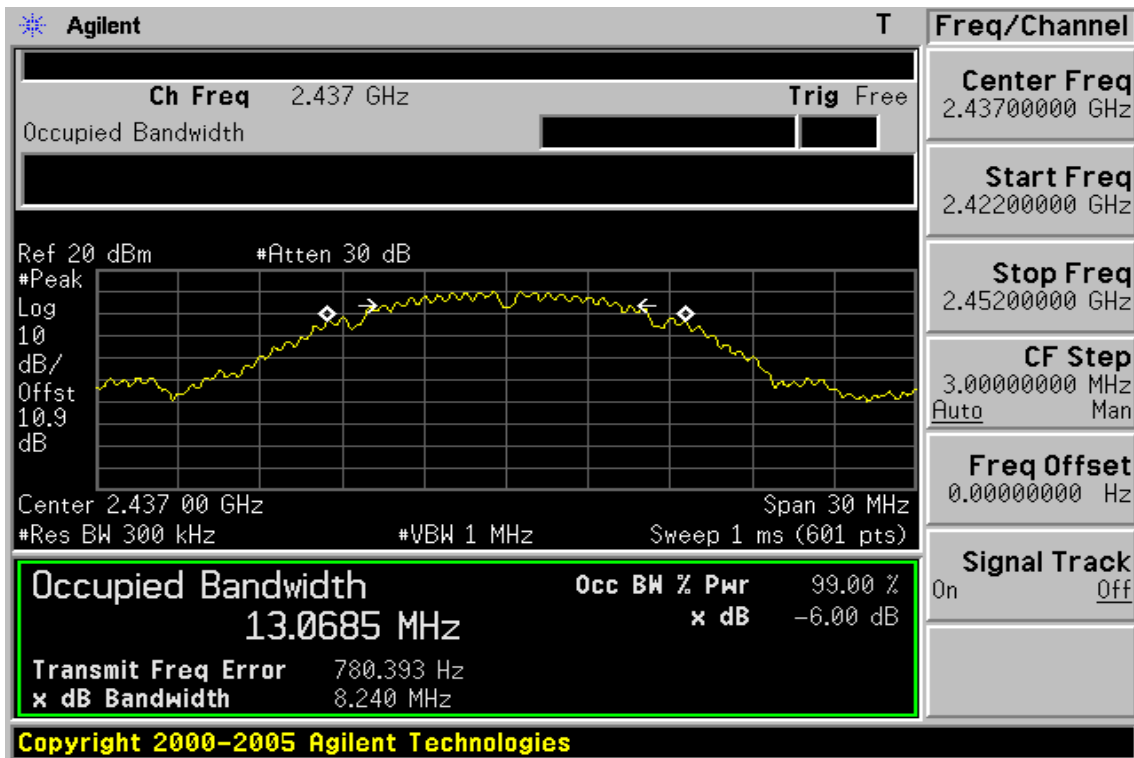 Agilent T Freq/Channel
Ch Freq 2.437 GHz Trig Free
Occupied Bandwidth
Center Freq
2.43700000 GHz
Start Freq
2.42200000 GHz
Stop Freq
2.45200000 GHz
CF Step
3.00000000 MHz
Auto Man
Freq Offset
0.00000000 Hz
Signal Track
On Off
Ref 20 dBm #Atten 30 dB
#Peak
Log
10
dB/
Offst
10.9
dB
Center 2.437 00 GHz Span 30 MHz
#Res BW 300 kHz #VBW 1 MHz Sweep 1 ms (601 pts)
Occupied Bandwidth Occ BW % Pwr 99.00 %
13.0685 MHz x dB -6.00 dB
Transmit Freq Error 780.393 Hz
x dB Bandwidth 8.240 MHz
Copyright 2000-2005 Agilent Technologies